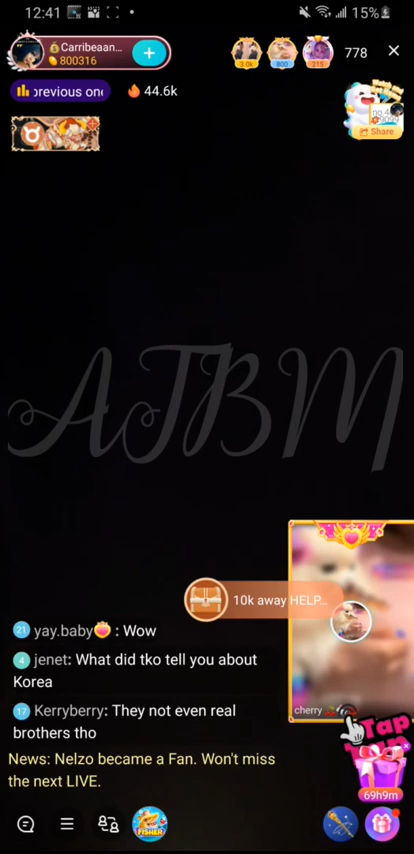 12:41
15%
Carribeaan...
800316
3.0k
800
215
778
previous one
44.6k
Share
AJBM
10k away HELP...
21 yay.baby : Wow
4 jenet: What did tko tell you about
Korea
17 Kerryberry: They not even real
brothers tho
cherry
News: Nelzo became a Fan. Won't miss
the next LIVE.
Tap
69h9m
FISHER